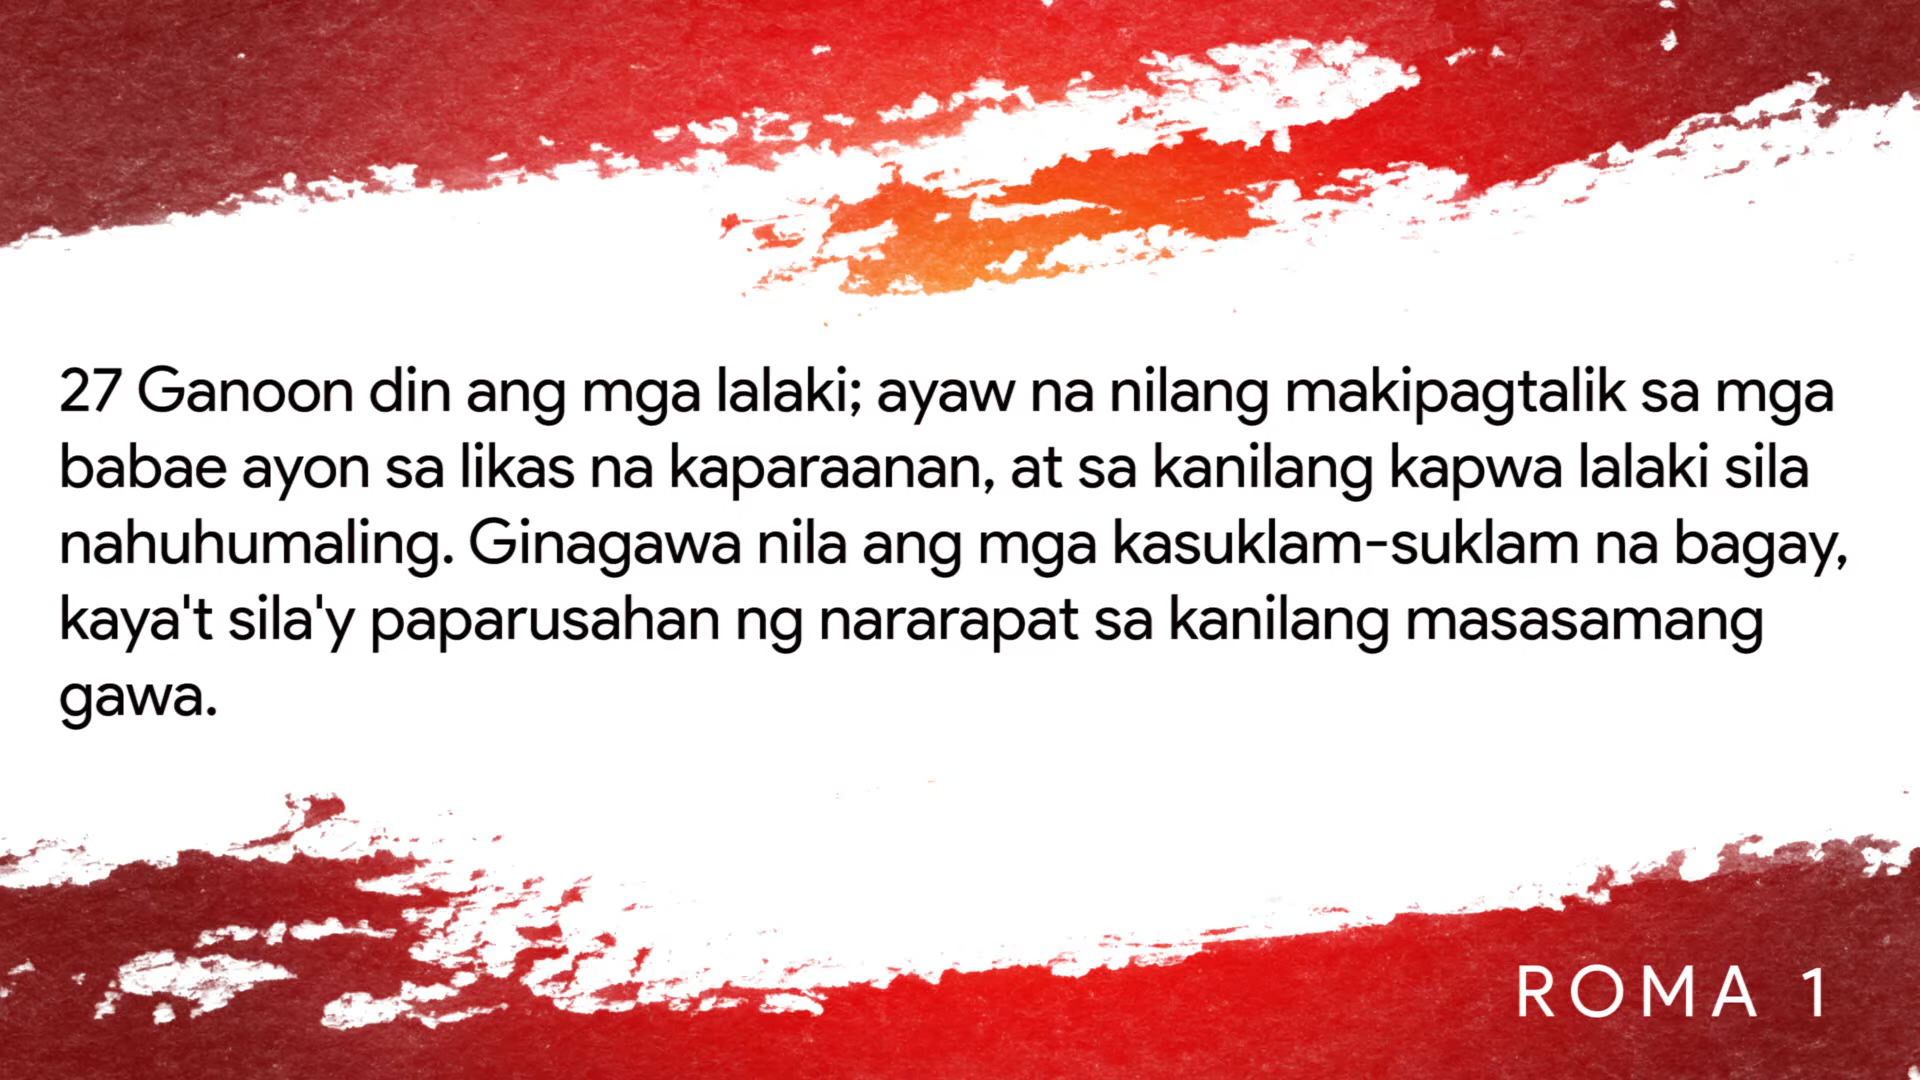 27 Ganoon din ang mga lalaki; ayaw na nilang makipagtalik sa mga
babae ayon sa likas na kaparaanan, at sa kanilang kapwa lalaki sila
nahuhumaling. Ginagawa nila ang mga kasuklam-suklam na bagay,
kaya't sila'y paparusahan ng nararapat sa kanilang masasamang
gawa.
ROMA 1